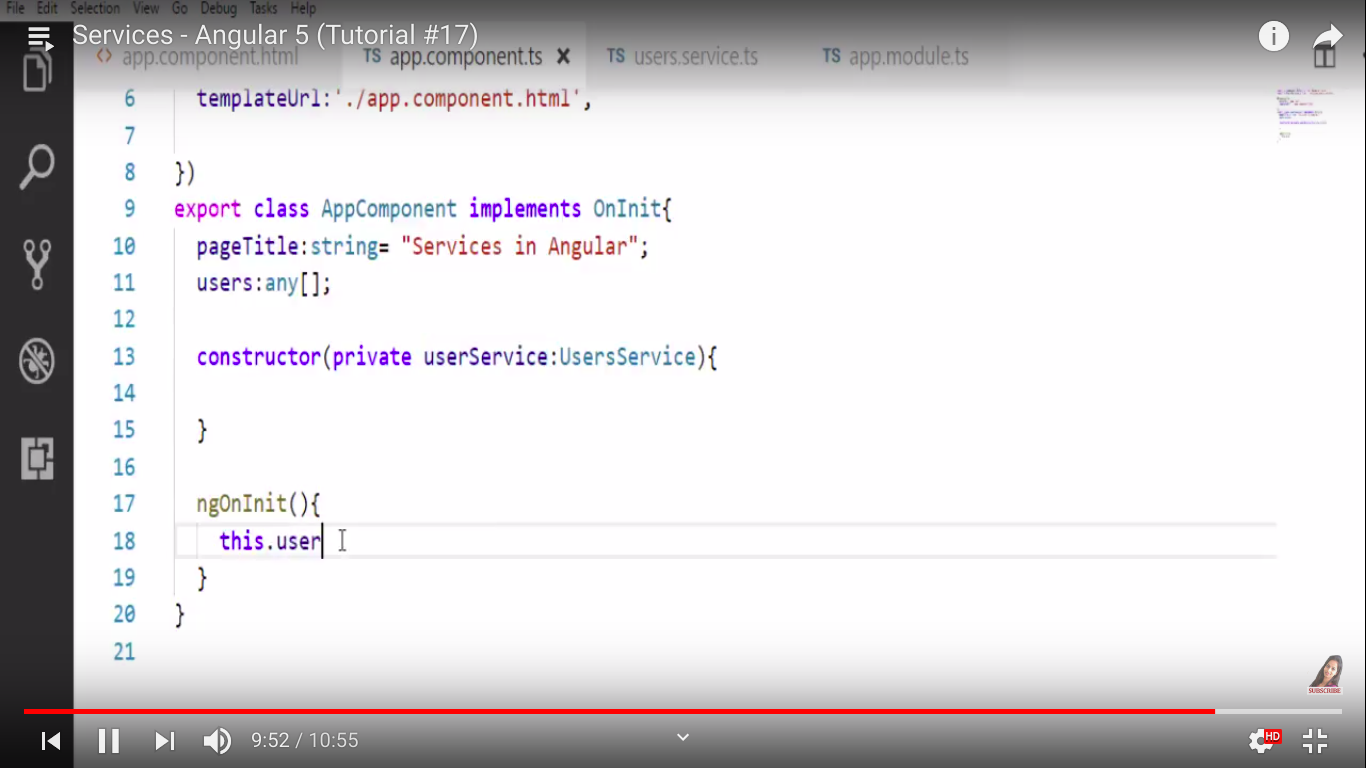 File Edit Selection View Go Debug Tasks Help
Services - Angular 5 (Tutorial #17)
<> app.component.html TS app.component.ts TS users.service.ts TS app.module.ts
6 templateUrl:'./app.component.html',
7
8 })
9 export class AppComponent implements OnInit{
10 pageTitle:string= "Services in Angular";
11 users:any[];
12
13 constructor(private userService:UsersService){
14
15 }
16
17 ngOnInit(){
18 this.user
19 }
20 }
21
SUBSCRIBE
9:52 / 10:55 HD